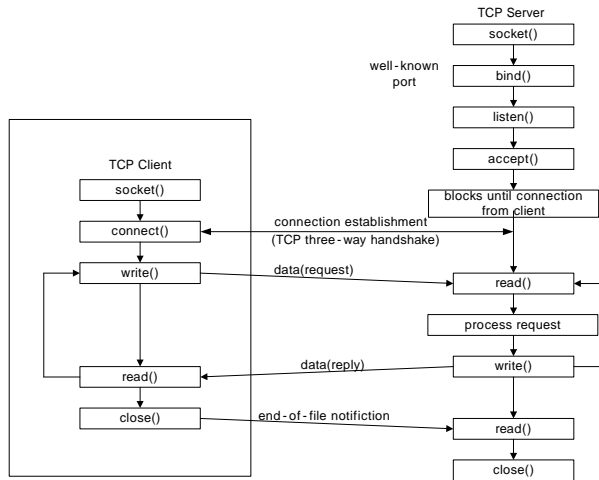 TCP Server
socket()
well-known
port
bind()
listen()
accept()
blocks until connection
from client
TCP Client
socket()
connect()
connection establishment
(TCP three-way handshake)
write()
data(request)
read()
process request
data(reply)
write()
read()
close()
end-of-file notifiction
read()
close()